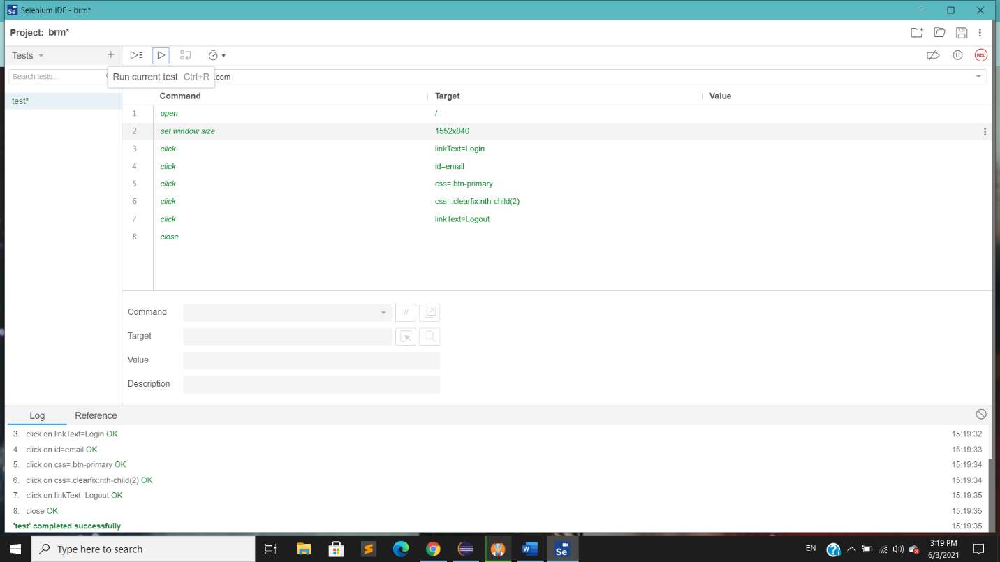 Selenium IDE - brm*
Project: brm*
Tests
Search tests...
Run current test Ctrl+R
.com
REC
test*
Command Target Value
1 open /
2 set window size 1552x840
3 click linkText=Login
4 click id=email
5 click css=.btn-primary
6 click css=.clearfix:nth-child(2)
7 click linkText=Logout
8 close
Command
//
Target
Value
Description
Log Reference
3. click on linkText=Login OK 15:19:32
4. click on id=email OK 15:19:33
5. click on css=.btn-primary OK 15:19:34
6. click on css=.clearfix:nth-child(2) OK 15:19:34
7. click on linkText=Logout OK 15:19:35
8. close OK 15:19:35
'test' completed successfully 15:19:35
Type here to search
Se
EN
3:19 PM
6/3/2021